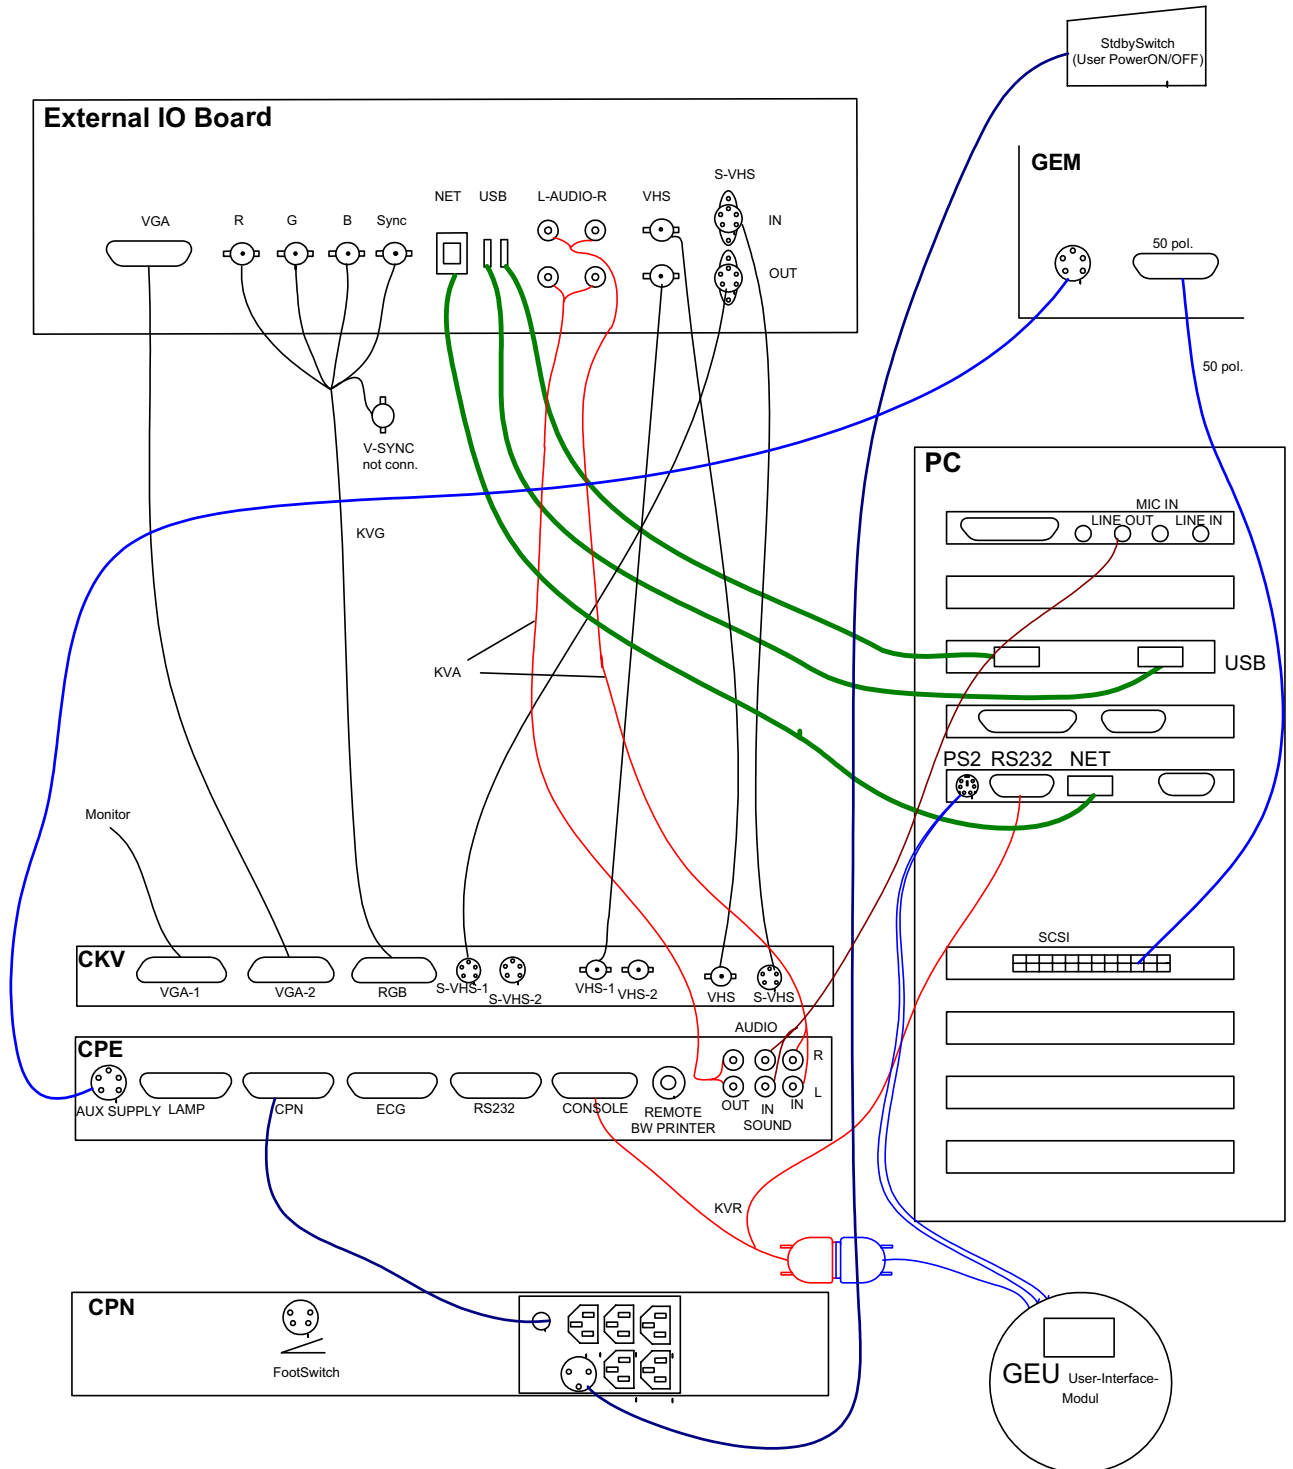 StdbySwitch
(User PowerON/OFF)
External IO Board
GEM
S-VHS
NET USB L-AUDIO-R VHS
VGA R G B Sync IN
50 pol.
OUT
50 pol.
V-SYNC
not conn.
PC
MIC IN
LINE OUT LINE IN
KVG
USB
KVA
PS2 RS232 NET
Monitor
SCSI
CKV
VGA-1 VGA-2 RGB S-VHS-1 S-VHS-2 VHS-1 VHS-2 VHS S-VHS
AUDIO
CPE
R
L
AUX SUPPLY LAMP CPN ECG RS232 CONSOLE OUT IN IN
REMOTE
BW PRINTER SOUND
KVR
CPN
FootSwitch
GEU User-Interface-
Modul